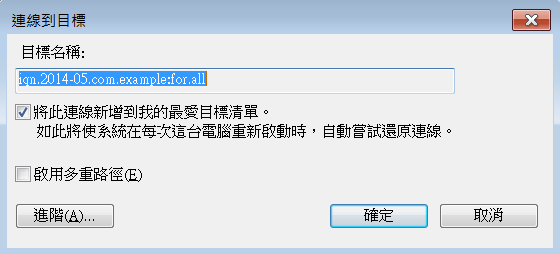 連線到目標
目標名稱:
iqn.2014-05.com.example:for.all
將此連線新增到我的最愛目標清單。
如此將使系統在每次這台電腦重新啟動時，自動嘗試還原連線。
啟用多重路徑(E)
進階(A)... 確定 取消